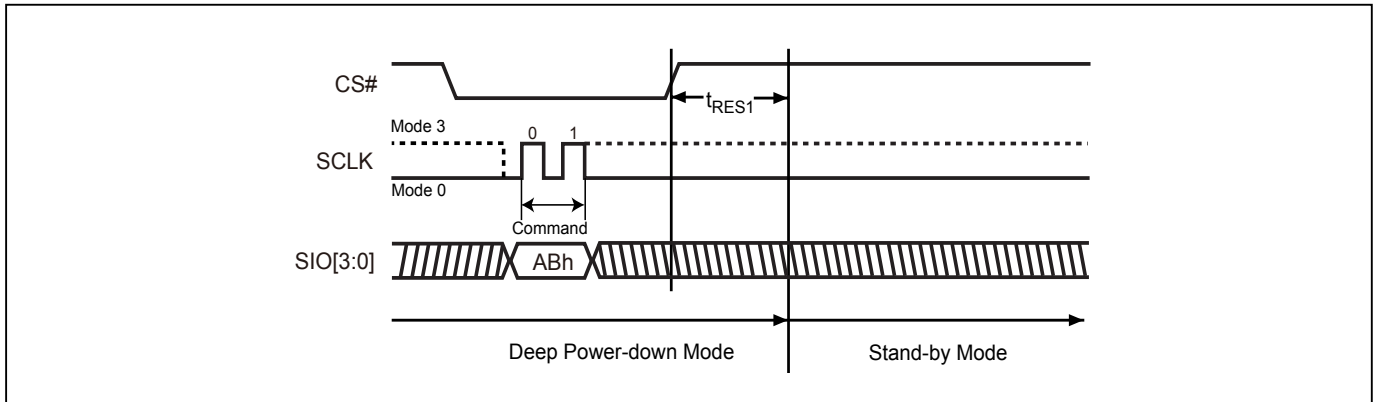 CS#
tRES1
Mode 3
0 1
SCLK
Mode 0
Command
SIO[3:0]
ABh
Deep Power-down Mode
Stand-by Mode